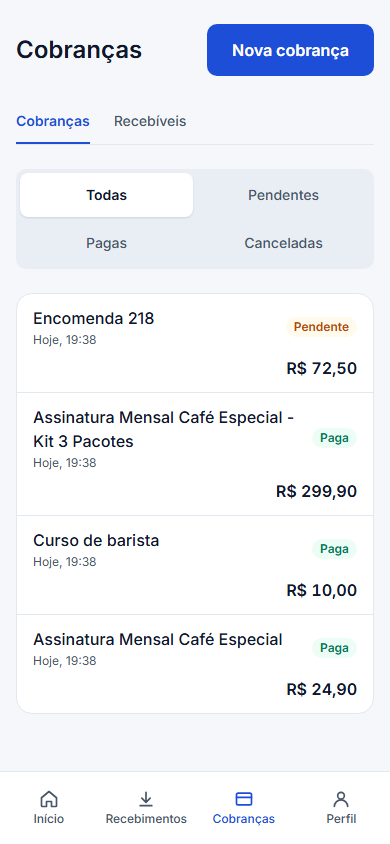 Cobranças
Nova cobrança
Cobranças
Recebíveis
Todas
Pendentes
Pagas
Canceladas
Encomenda 218
Hoje, 19:38
Pendente
R$ 72,50
Assinatura Mensal Café Especial -
Kit 3 Pacotes
Hoje, 19:38
Paga
R$ 299,90
Curso de barista
Hoje, 19:38
Paga
R$ 10,00
Assinatura Mensal Café Especial
Hoje, 19:38
Paga
R$ 24,90
Início
Recebimentos
Cobranças
Perfil